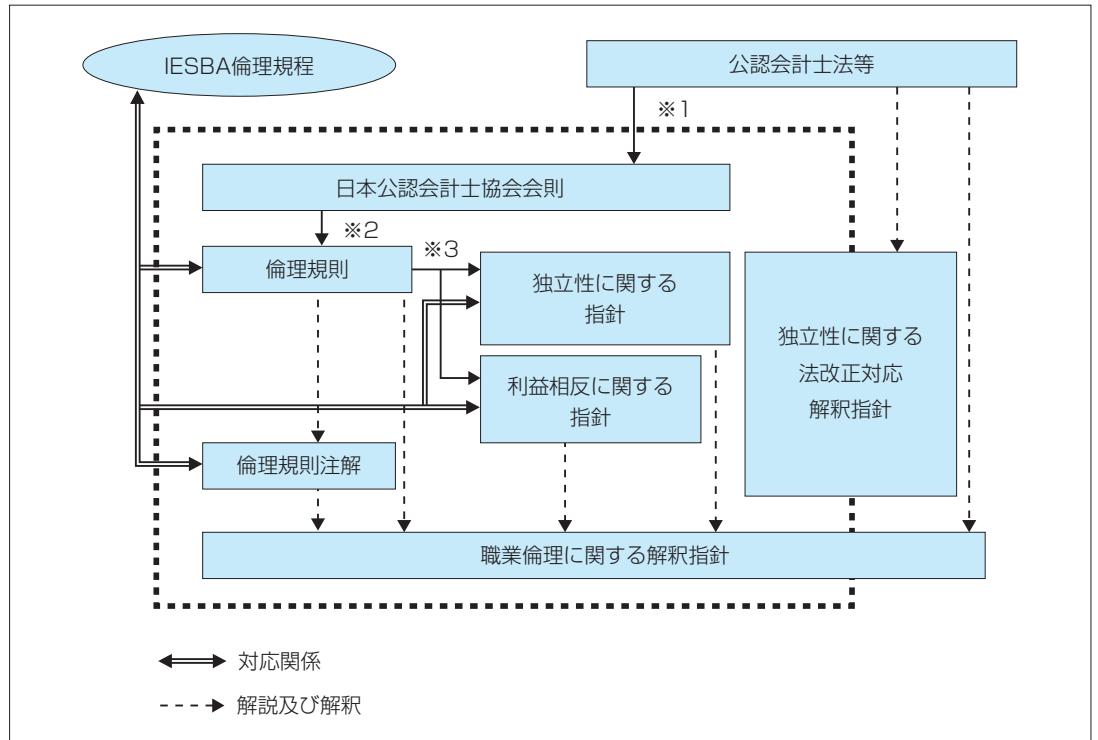 IESBA倫理規程
公認会計士法等
※1
日本公認会計士協会会則
※2
※3
倫理規則
独立性に関する
指針
独立性に関する
法改正対応
解釈指針
利益相反に関する
指針
倫理規則注解
職業倫理に関する解釈指針
対応関係
解説及び解釈